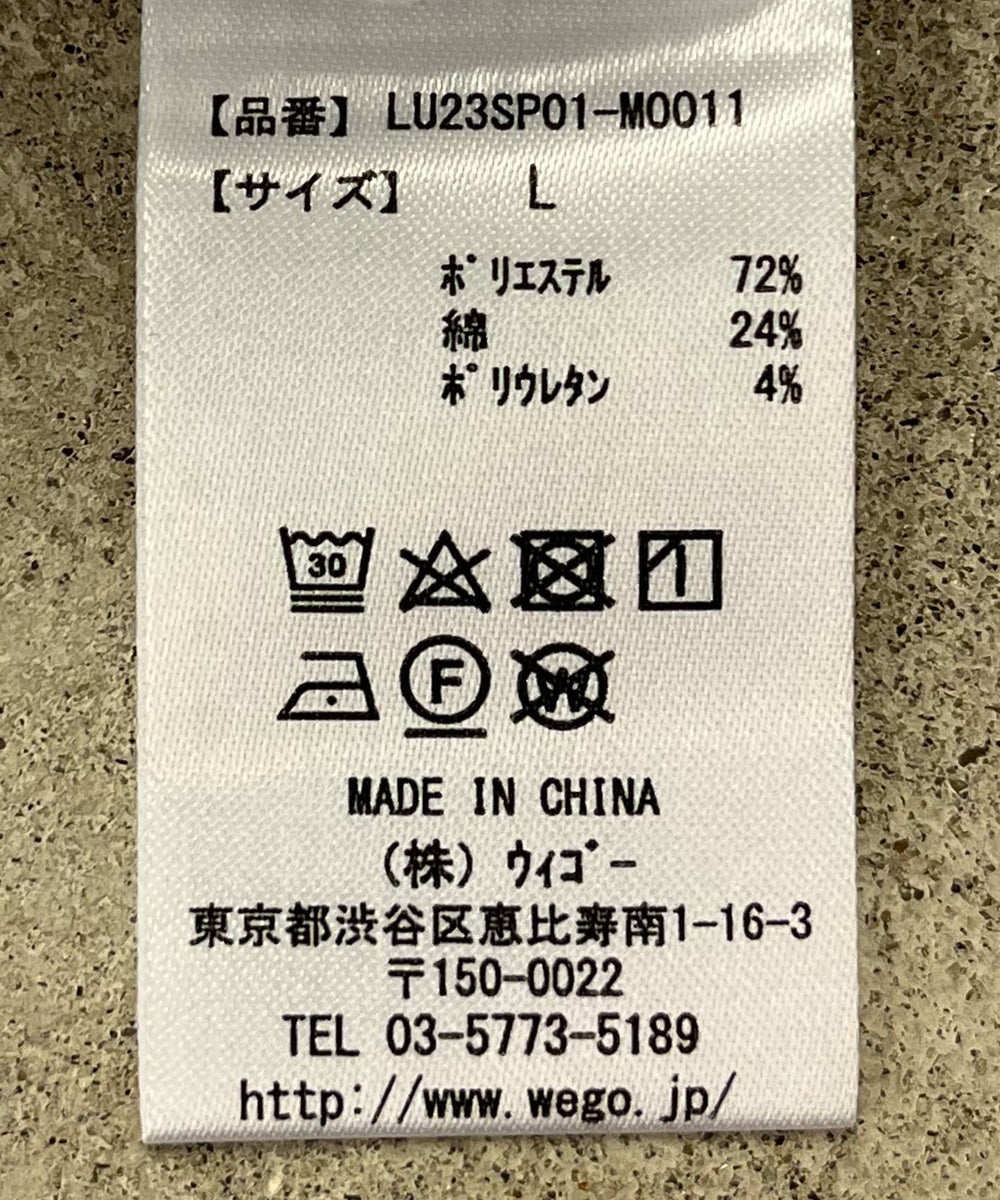 【品番】 LU23SP01-M0011
【サイズ】 L
ポリエステル 72%
綿 24%
ポリウレタン 4%
30
F
W
MADE IN CHINA
(株) ウィゴー
東京都渋谷区恵比寿南1-16-3
〒150-0022
TEL 03-5773-5189
http://www.wego.jp/